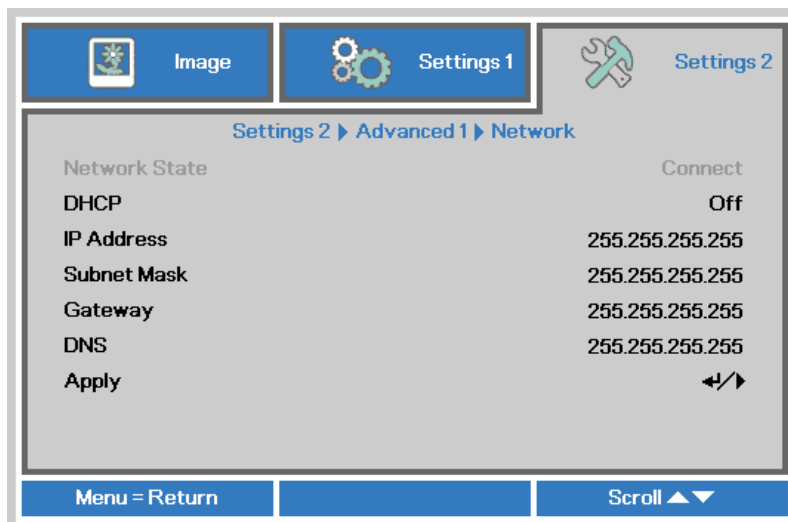 Image Settings 1 Settings 2
Settings 2 ▶ Advanced 1 ▶ Network
Network State Connect
DHCP Off
IP Address 255.255.255.255
Subnet Mask 255.255.255.255
Gateway 255.255.255.255
DNS 255.255.255.255
Apply ↵/▶
Menu = Return Scroll ▲▼